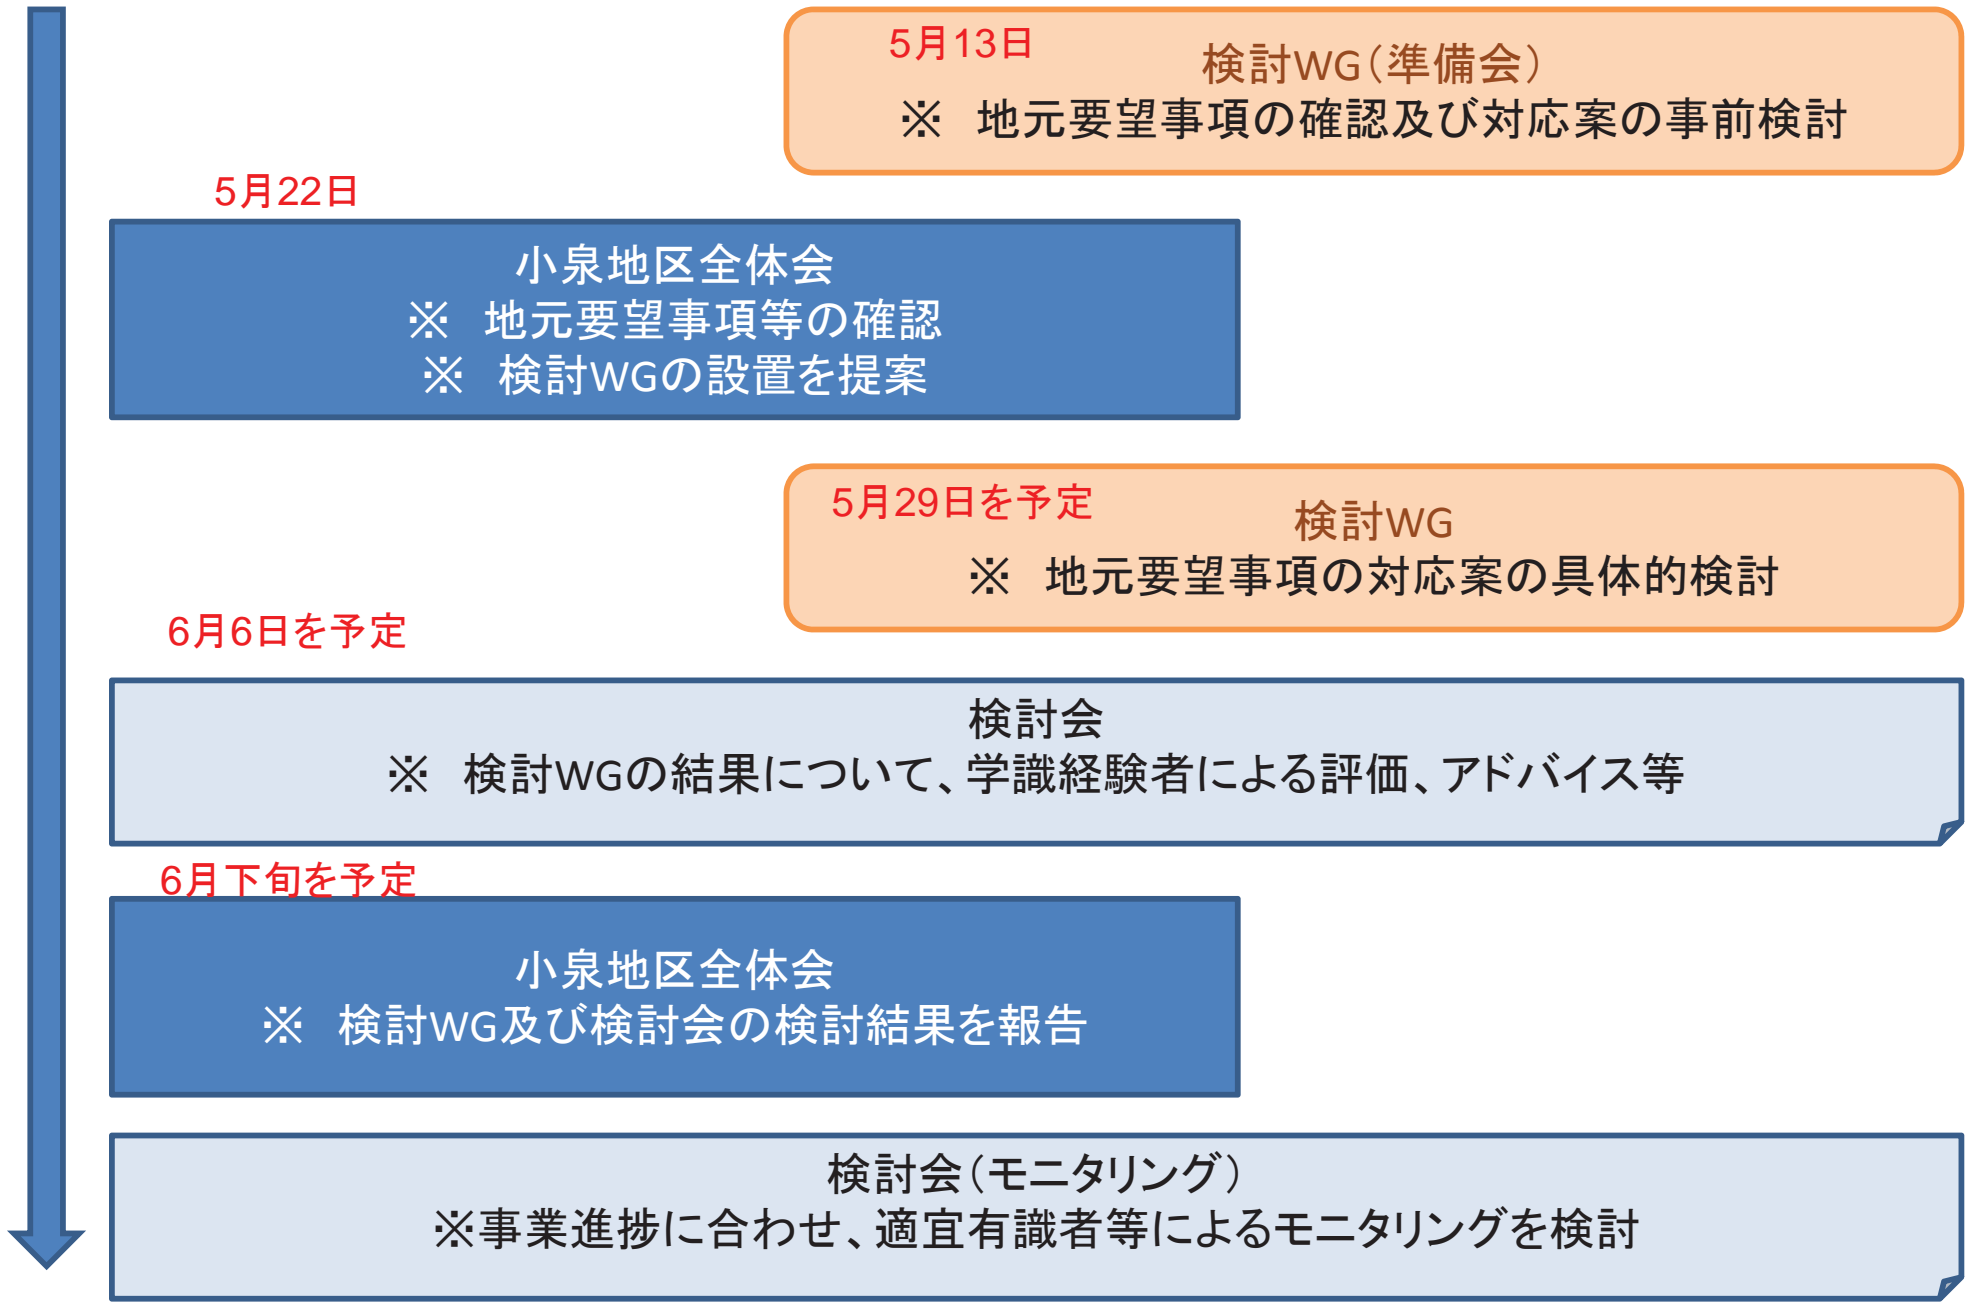 5月13日
検討WG（準備会）
※　地元要望事項の確認及び対応案の事前検討
5月22日
小泉地区全体会
※　地元要望事項等の確認
※　検討WGの設置を提案
5月29日を予定
検討WG
※　地元要望事項の対応案の具体的検討
6月6日を予定
検討会
※　検討WGの結果について、学識経験者による評価、アドバイス等
6月下旬を予定
小泉地区全体会
※　検討WG及び検討会の検討結果を報告
検討会（モニタリング）
※事業進捗に合わせ、適宜有識者等によるモニタリングを検討